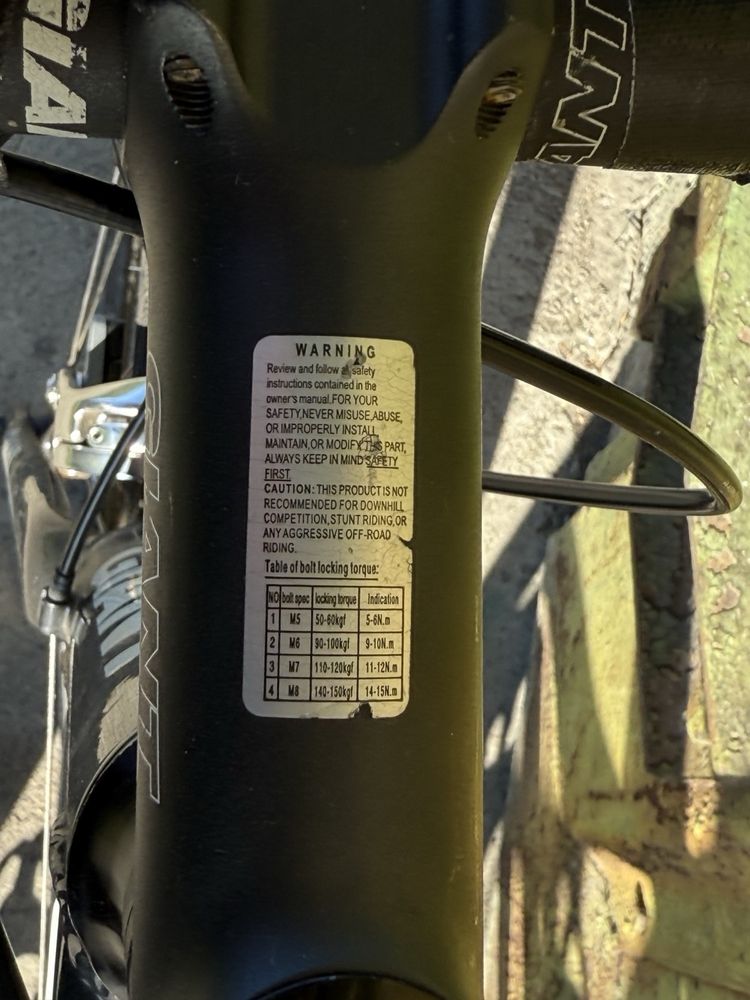 GIA
ANT
GIANT
WARNING
Review and follow all safety
instructions contained in the
owner's manual.FOR YOUR
SAFETY,NEVER MISUSE,ABUSE,
OR IMPROPERLY INSTALL
MAINTAIN,OR MODIFY THIS PART,
ALWAYS KEEP IN MIND SAFETY
FIRST.
CAUTION: THIS PRODUCT IS NOT
RECOMMENDED FOR DOWNHILL
COMPETITION,STUNT RIDING,OR
ANY AGGRESSIVE OFF-ROAD
RIDING.
Table of bolt locking torque:
NO bolt spec locking torque Indication
1 M5 50-60kgf 5-6N.m
2 M6 90-100kgf 9-10N.m
3 M7 110-120kgf 11-12N.m
4 M8 140-150kgf 14-15N.m